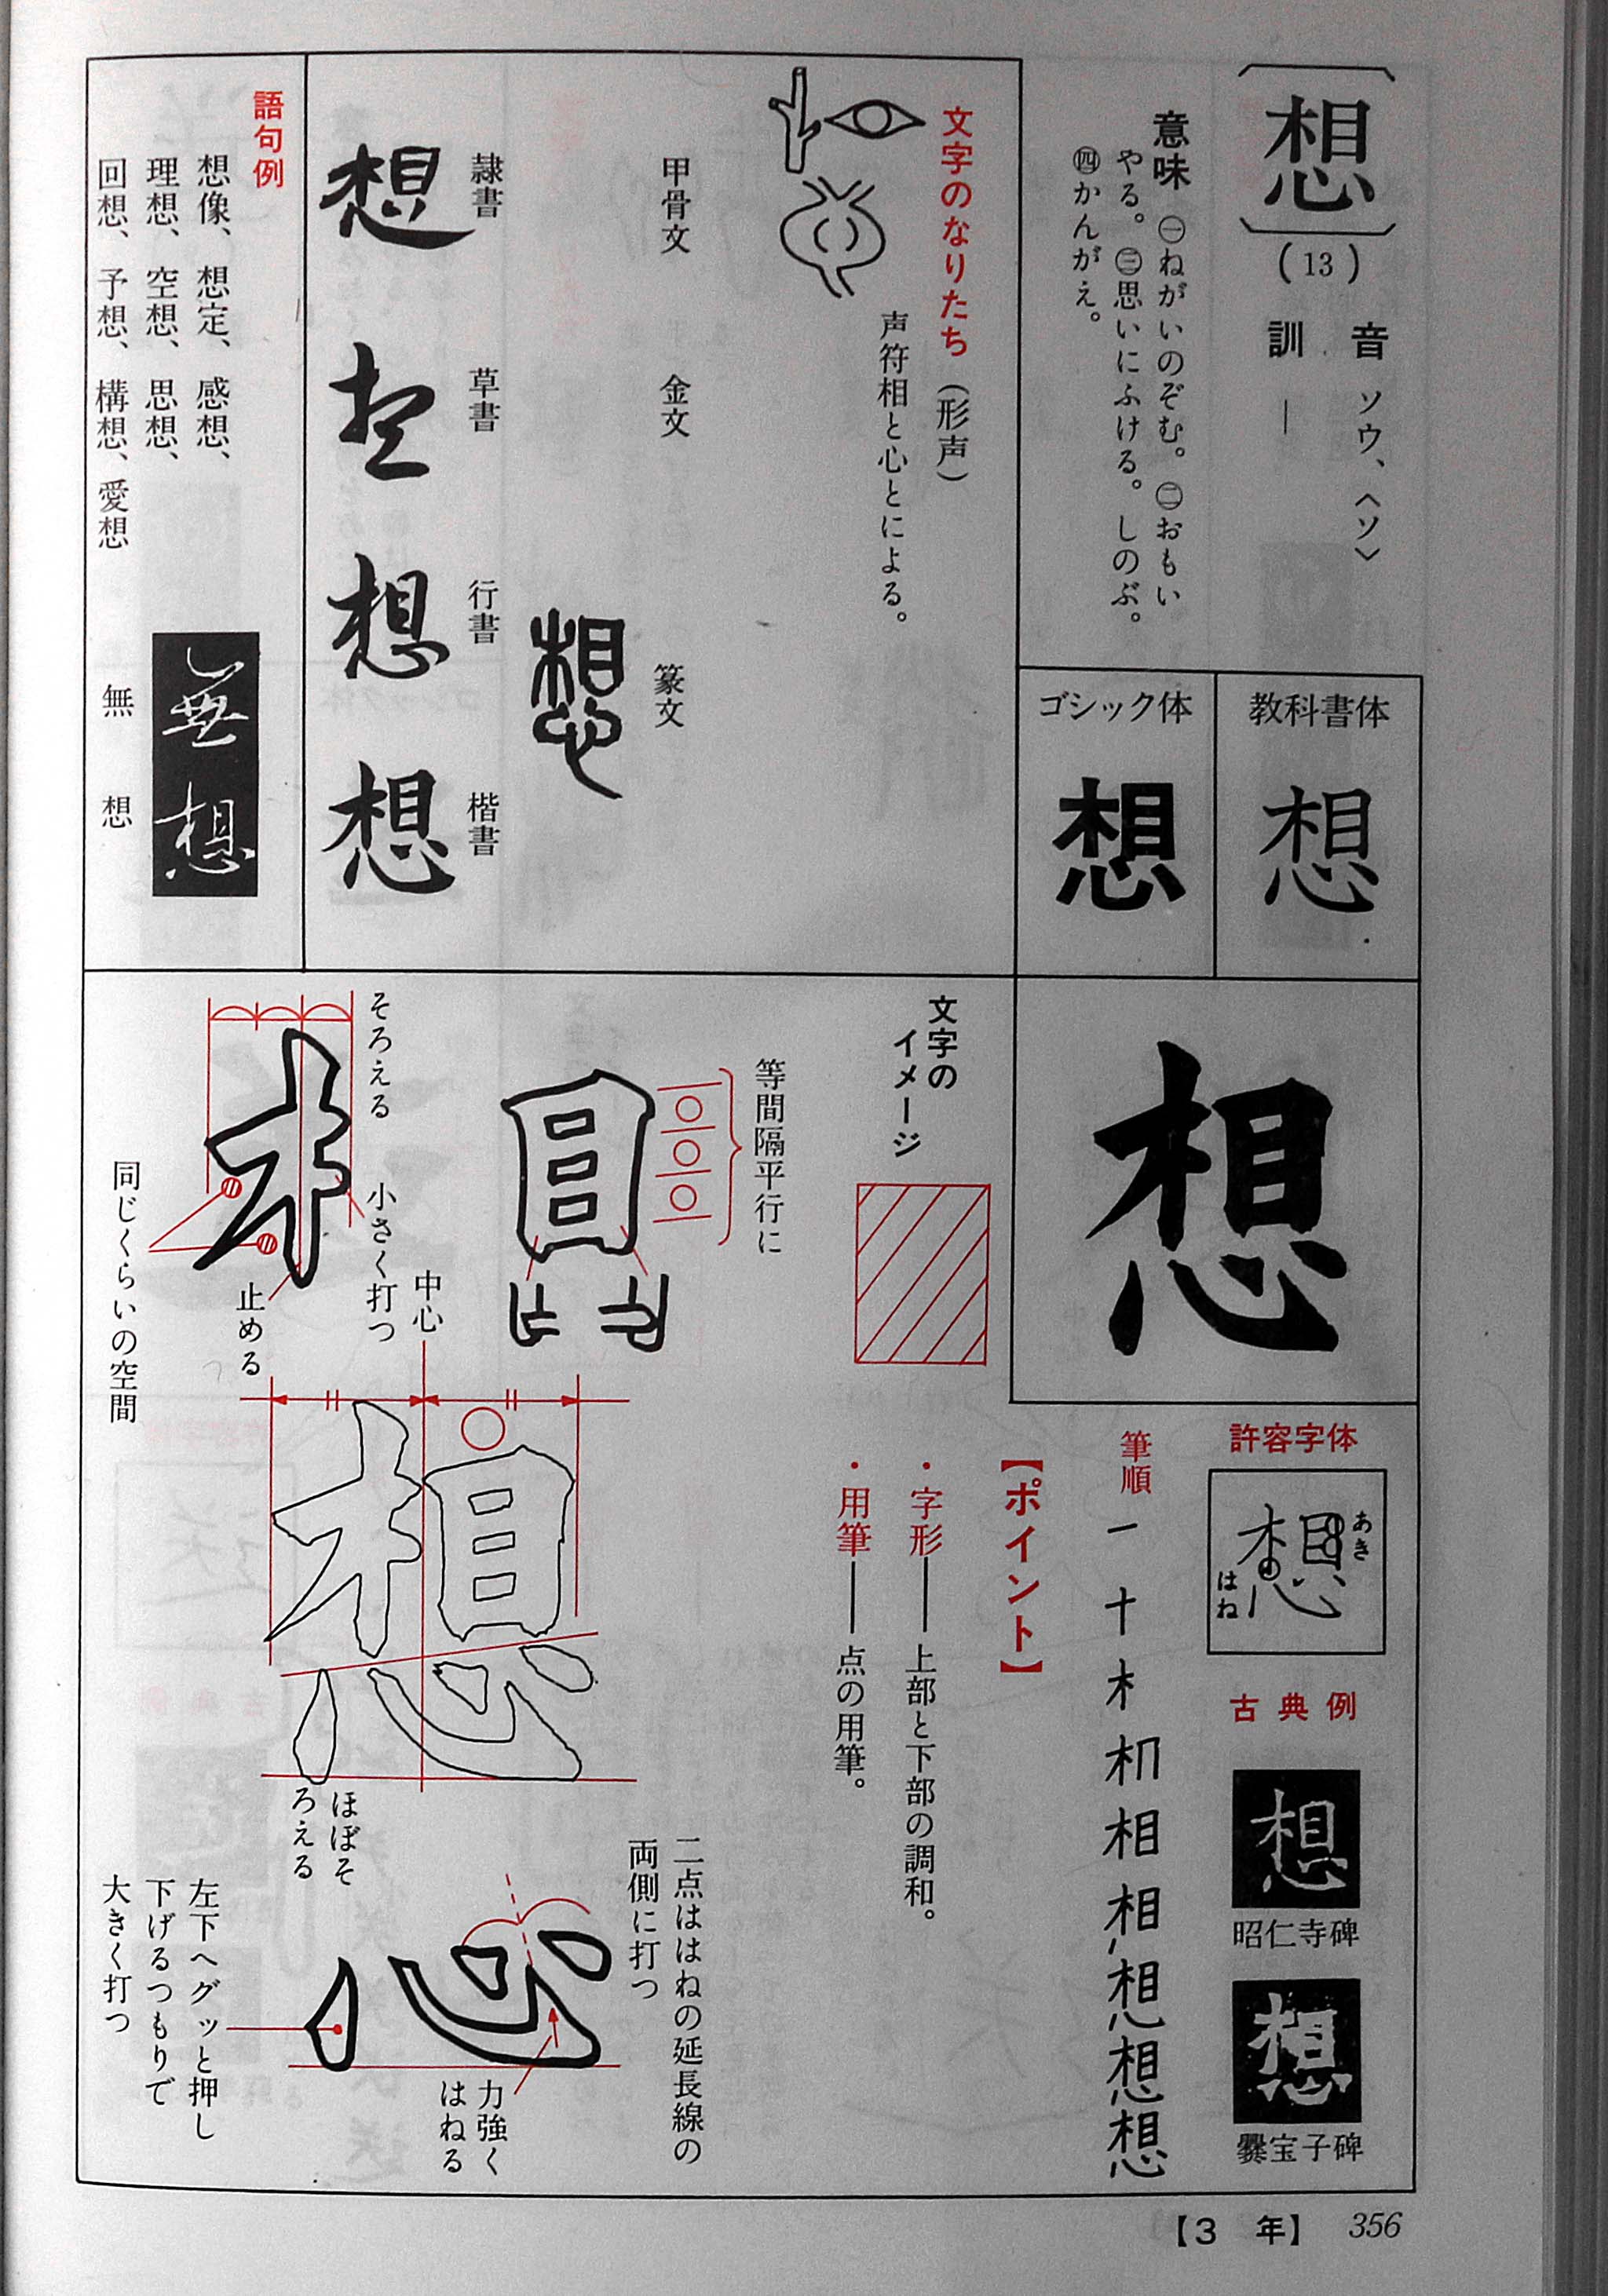 想
(13)
音 ソウ、〈ソ〉
訓 —
意味 ㊀ねがいのぞむ。㊁おもい
やる。㊂思いにふける。しのぶ。
㊃かんがえ。
教科書体
想
ゴシック体
想
文字のなりたち（形声）
声符相と心とによる。
甲骨文 金文 篆文
想
隷書 草書 行書 楷書
想 想 想 想
語句例
想像、想定、感想、
理想、空想、思想、
回想、予想、構想、愛想
無想
無想
想
許容字体
想
あき
はね
古典例
想
昭仁寺碑
想
爨宝子碑
筆順 一 十 木 相 相 想 想 想
【ポイント】
・字形——上部と下部の調和。
・用筆——点の用筆。
文字の
イメージ
等間隔平行に
そろえる
小さく打つ
止める
同じくらいの空間
中心
想
ほぼそ
ろえる
二点ははねの延長線の
両側に打つ
心
力強く
はねる
左下へグッと押し
下げるつもりで
大きく打つ
【3年】 356